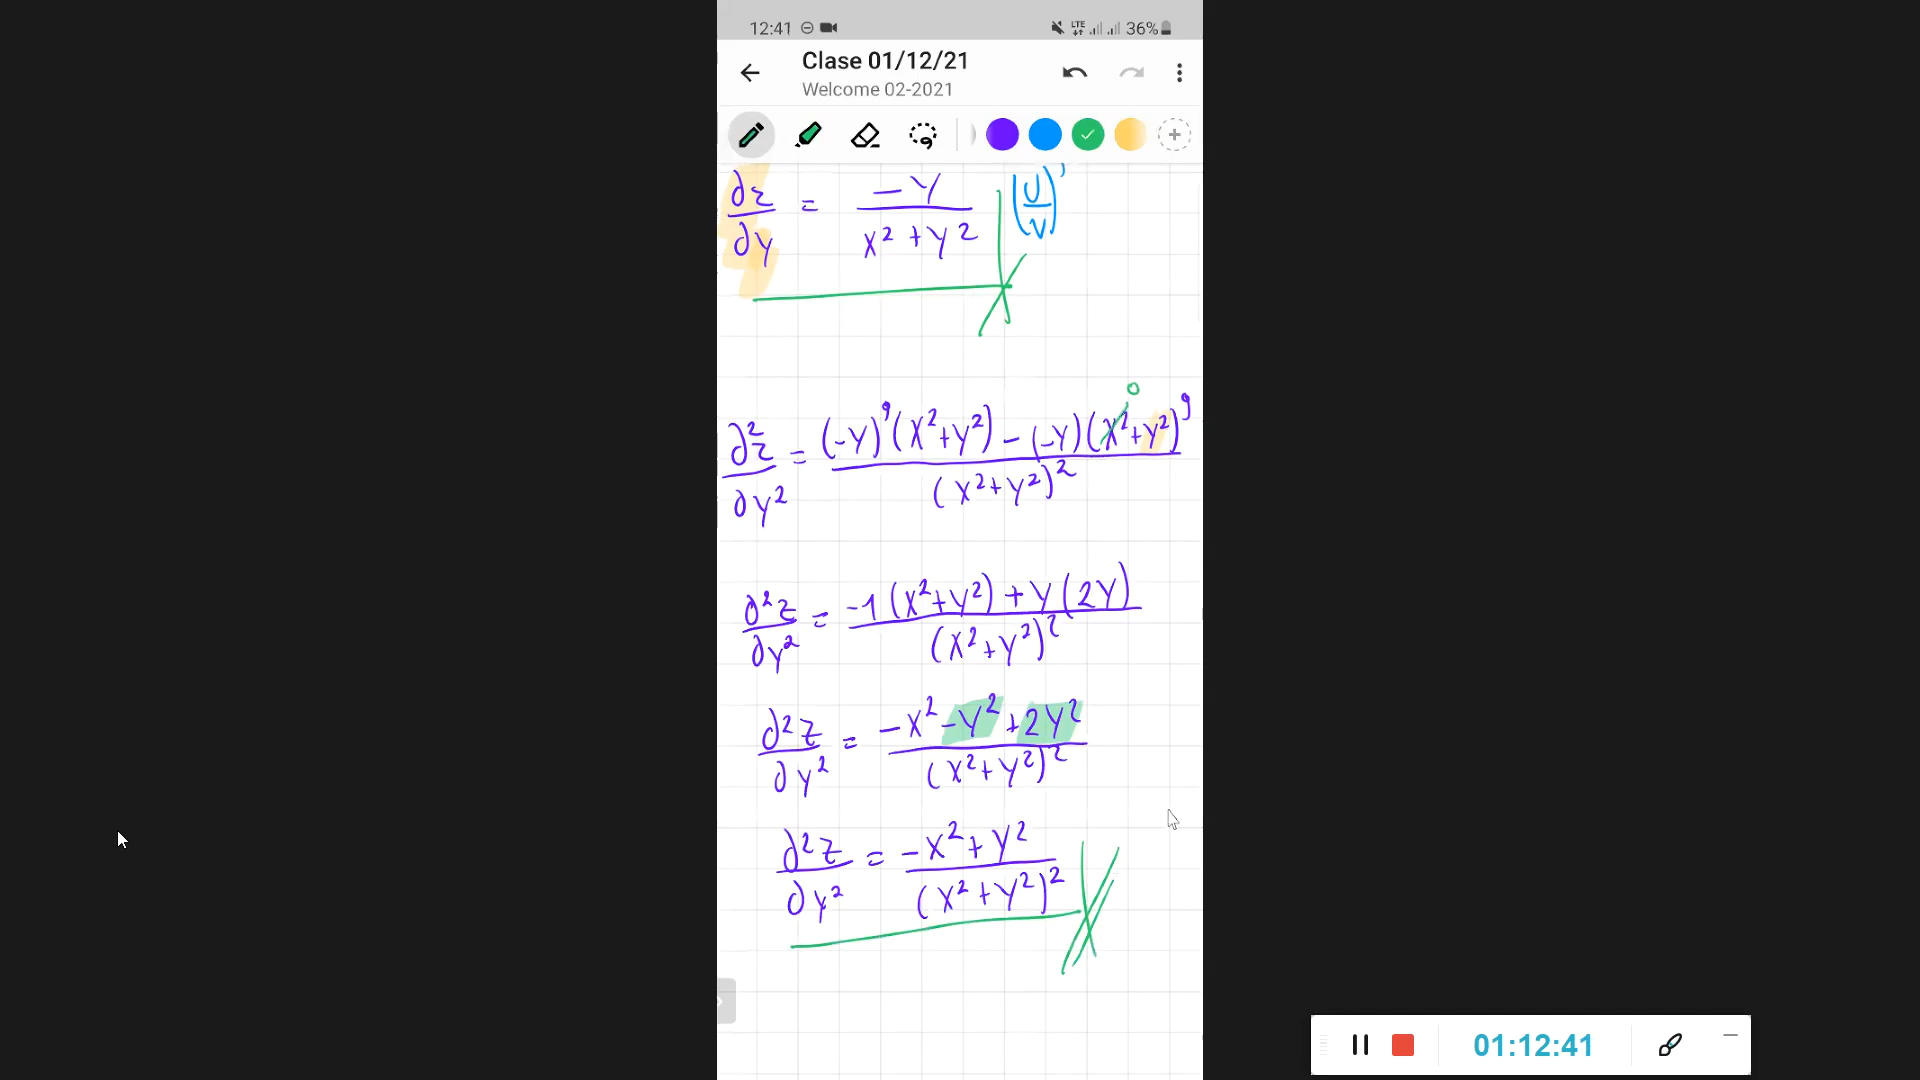 12:41 LTE 36%
Clase 01/12/21
Welcome 02-2021
∂z/∂y = -y/(x²+y²) (U/V)'
∂²z/∂y² = ((-y)'(x²+y²) - (-y)(x²+y²)')/(x²+y²)² 0
∂²z/∂y² = (-1(x²+y²)+y(2y))/(x²+y²)²
∂²z/∂y² = (-x²-y²+2y²)/(x²+y²)²
∂²z/∂y² = (-x²+y²)/(x²+y²)²
01:12:41